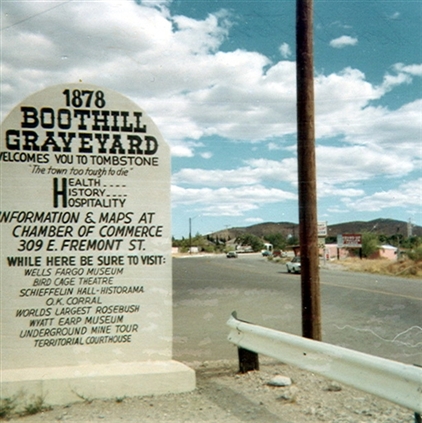 1878
BOOTHILL
GRAVEYARD
WELCOMES YOU TO TOMBSTONE
"The town too tough to die"
HEALTH ----
HISTORY ----
HOSPITALITY
INFORMATION & MAPS AT
CHAMBER OF COMMERCE
309 E. FREMONT ST.
WHILE HERE BE SURE TO VISIT:
WELLS FARGO MUSEUM
BIRD CAGE THEATRE
SCHIEFFELIN HALL-HISTORAMA
O.K. CORRAL
WORLDS LARGEST ROSEBUSH
WYATT EARP MUSEUM
UNDERGROUND MINE TOUR
TERRITORIAL COURTHOUSE